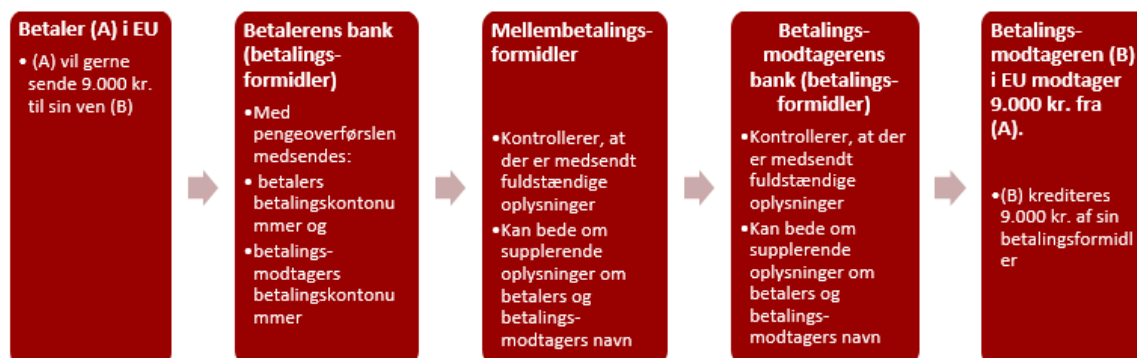 Betaler (A) i EU
• (A) vil gerne
sende 9.000 kr.
til sin ven (B)
Betalerens bank
(betalings-
formidler)
•Med
pengeoverførslen
medsendes:
• betalers
betalingskontonu
mmer og
•betalings-
modtagers
betalingskontonu
mmer
Mellembetalings-
formidler
•Kontrollerer, at
der er medsendt
fuldstændige
oplysninger
•Kan bede om
supplerende
oplysninger om
betalers og
betalings-
modtagers navn
Betalings-
modtagerens
bank (betalings-
formidler)
•Kontrollerer, at der
er medsendt
fuldstændige
oplysninger
•Kan bede om
supplerende
oplysninger om
betalers og
betalings-
modtagers navn
Betalings-
modtageren (B)
i EU modtager
9.000 kr. fra
(A).
•(B) krediteres
9.000 kr. af sin
betalingsformidl
er